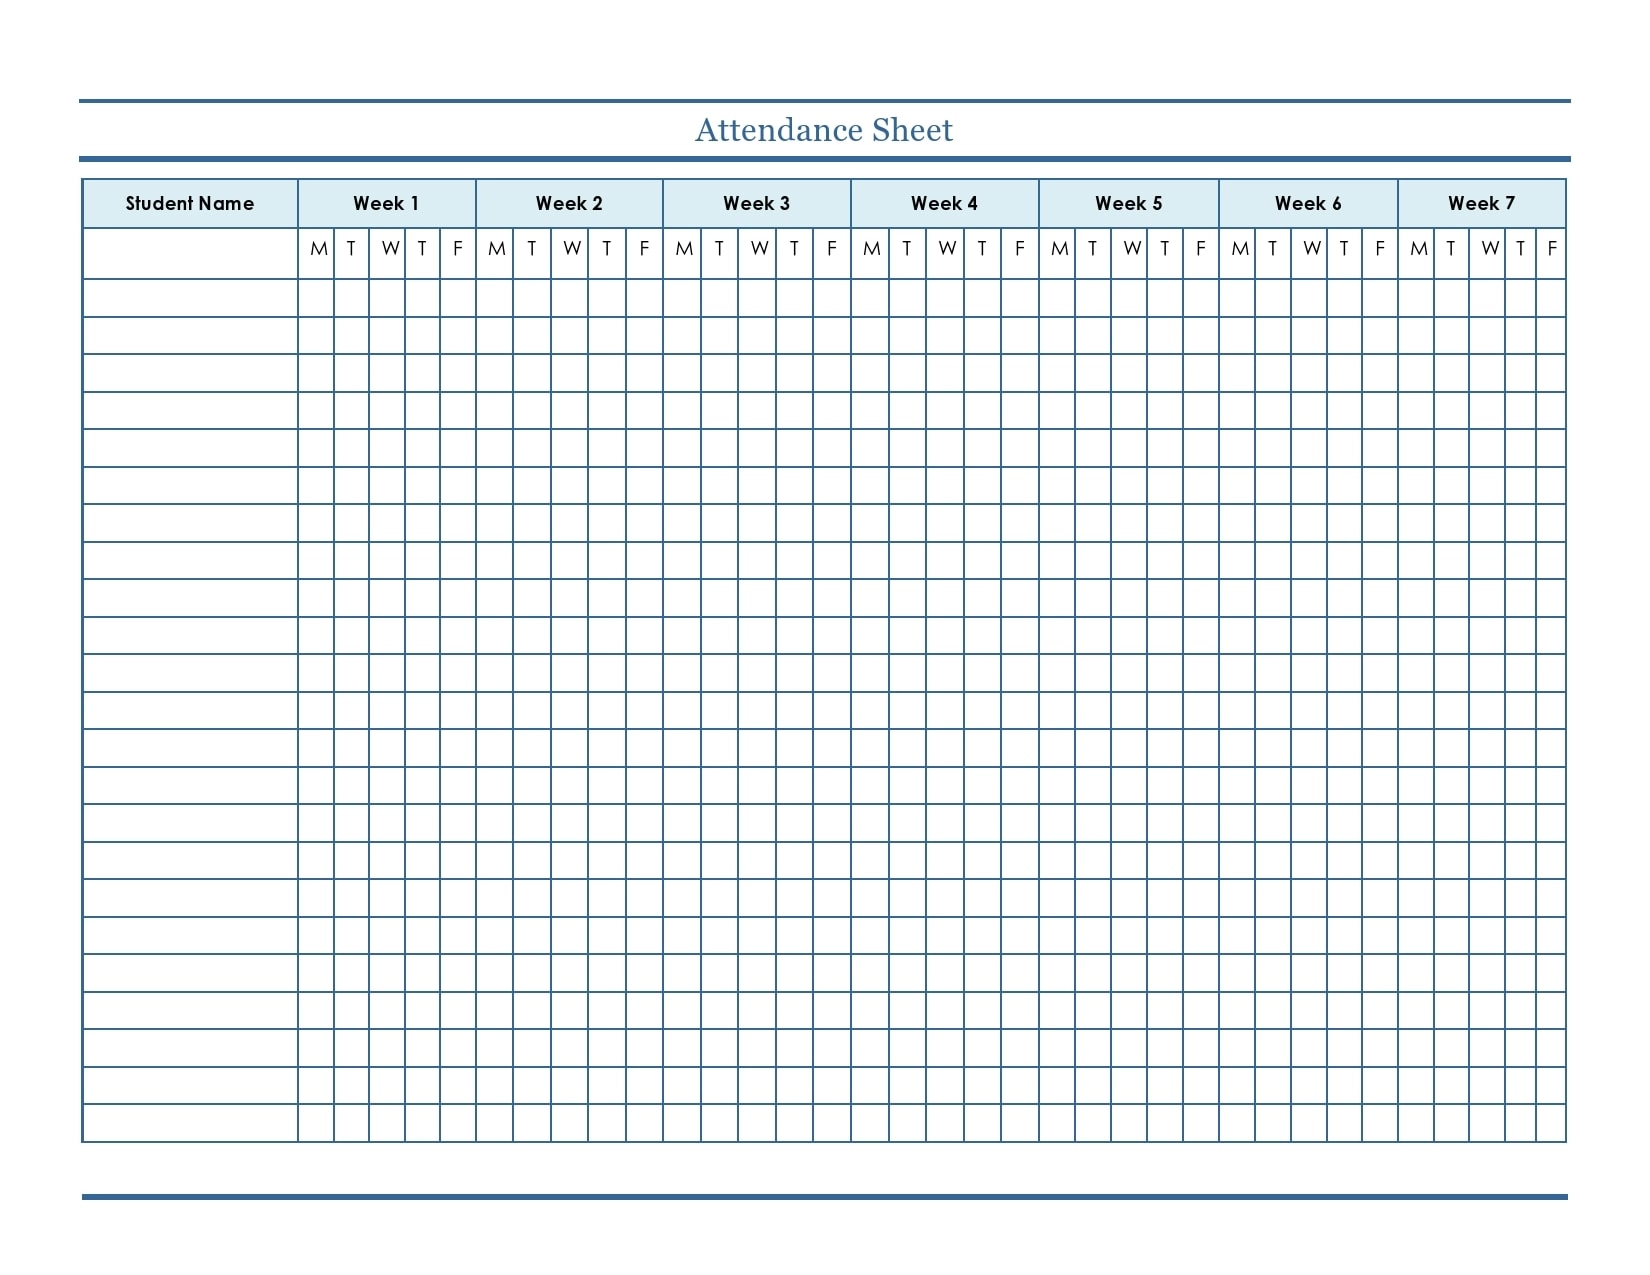 Attendance Sheet
Student Name Week 1 Week 2 Week 3 Week 4 Week 5 Week 6 Week 7
M T W T F M T W T F M T W T F M T W T F M T W T F M T W T F M T W T F